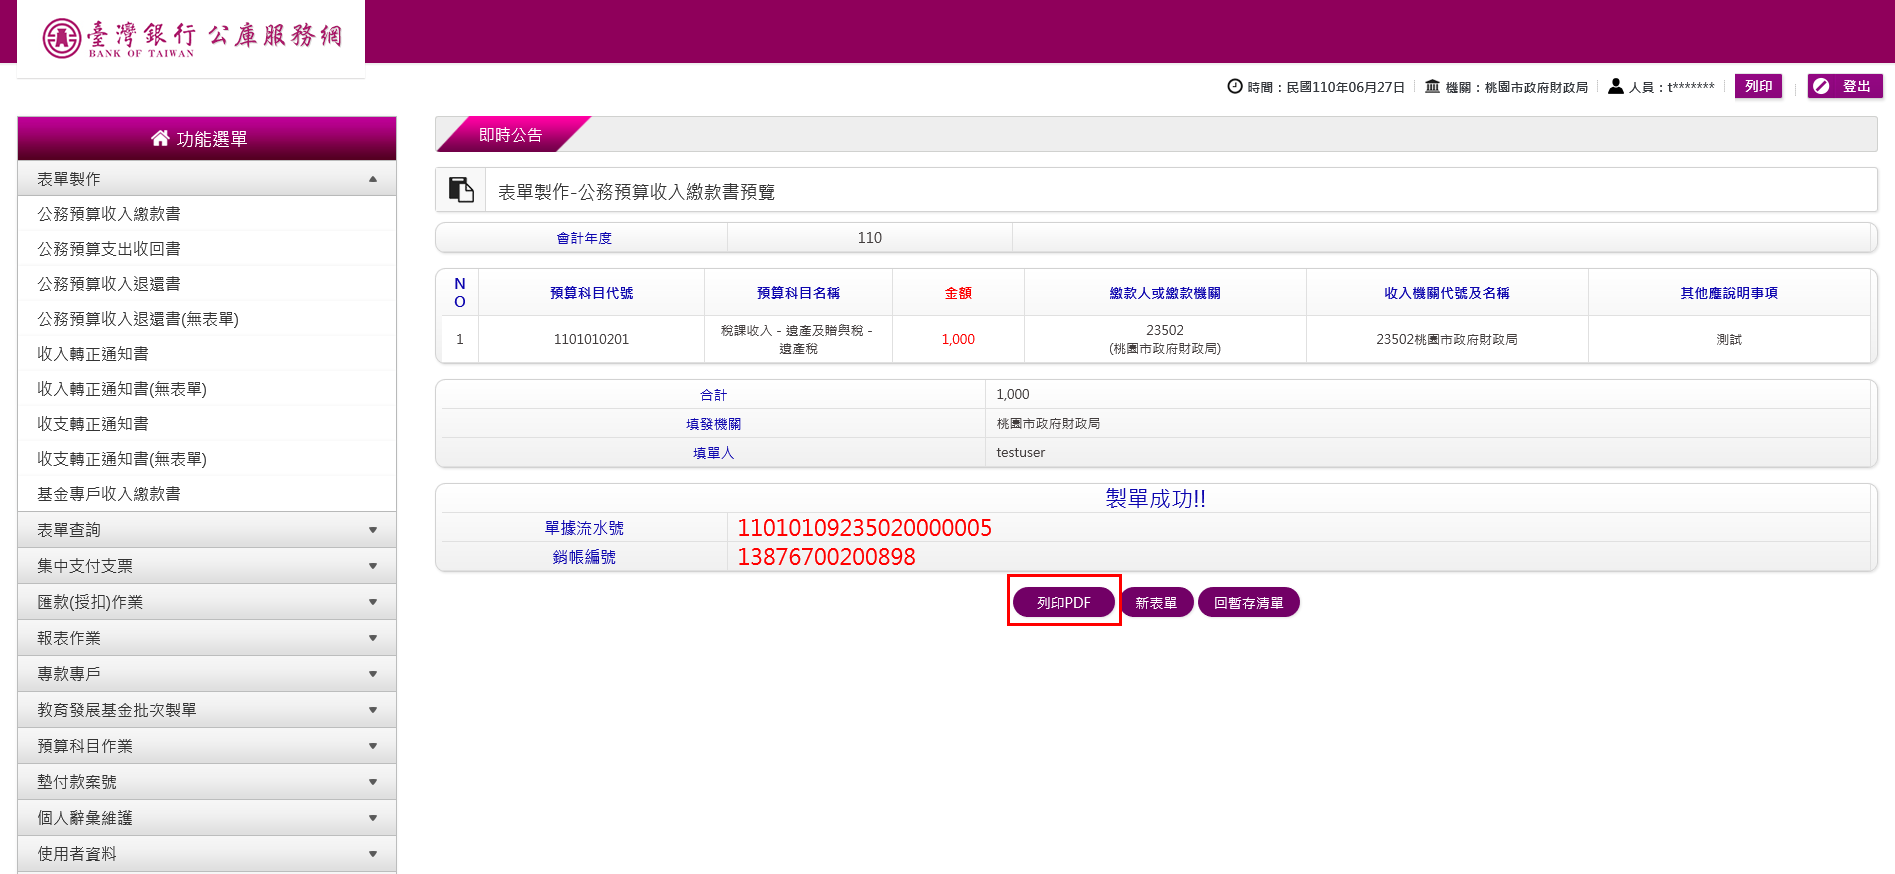 臺灣銀行 公庫服務網
BANK OF TAIWAN
時間：民國110年06月27日 機關：桃園市政府財政局 人員：t******* 列印 登出
功能選單
表單製作
公務預算收入繳款書
公務預算支出收回書
公務預算收入退還書
公務預算收入退還書(無表單)
收入轉正通知書
收入轉正通知書(無表單)
收支轉正通知書
收支轉正通知書(無表單)
基金專戶收入繳款書
表單查詢
集中支付支票
匯款(授扣)作業
報表作業
專款專戶
教育發展基金批次製單
預算科目作業
墊付款案號
個人辭彙維護
使用者資料
即時公告
表單製作-公務預算收入繳款書預覽
會計年度 110
NO 預算科目代號 預算科目名稱 金額 繳款人或繳款機關 收入機關代號及名稱 其他應說明事項
1 1101010201 稅課收入－遺產及贈與稅－遺產稅 1,000 23502 (桃園市政府財政局) 23502桃園市政府財政局 測試
合計 1,000
填發機關 桃園市政府財政局
填單人 testuser
製單成功!!
單據流水號 11010109235020000005
銷帳編號 13876700200898
列印PDF 新表單 回暫存清單